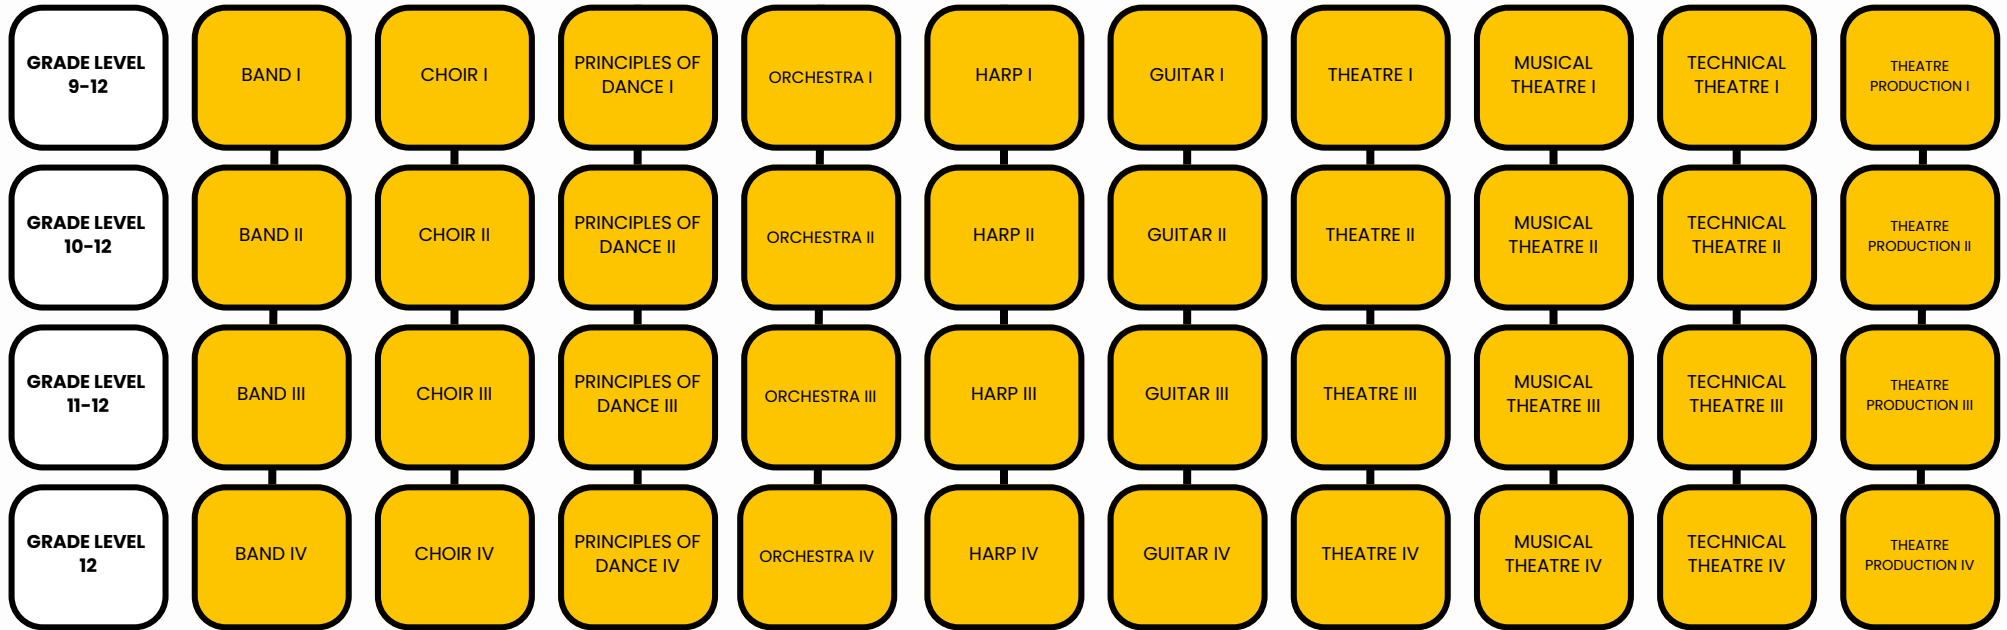 GRADE LEVEL
9-12
BAND I
CHOIR I
PRINCIPLES OF
DANCE I
ORCHESTRA I
HARP I
GUITAR I
THEATRE I
MUSICAL
THEATRE I
TECHNICAL
THEATRE I
THEATRE
PRODUCTION I
GRADE LEVEL
10-12
BAND II
CHOIR II
PRINCIPLES OF
DANCE II
ORCHESTRA II
HARP II
GUITAR II
THEATRE II
MUSICAL
THEATRE II
TECHNICAL
THEATRE II
THEATRE
PRODUCTION II
GRADE LEVEL
11-12
BAND III
CHOIR III
PRINCIPLES OF
DANCE III
ORCHESTRA III
HARP III
GUITAR III
THEATRE III
MUSICAL
THEATRE III
TECHNICAL
THEATRE III
THEATRE
PRODUCTION III
GRADE LEVEL
12
BAND IV
CHOIR IV
PRINCIPLES OF
DANCE IV
ORCHESTRA IV
HARP IV
GUITAR IV
THEATRE IV
MUSICAL
THEATRE IV
TECHNICAL
THEATRE IV
THEATRE
PRODUCTION IV